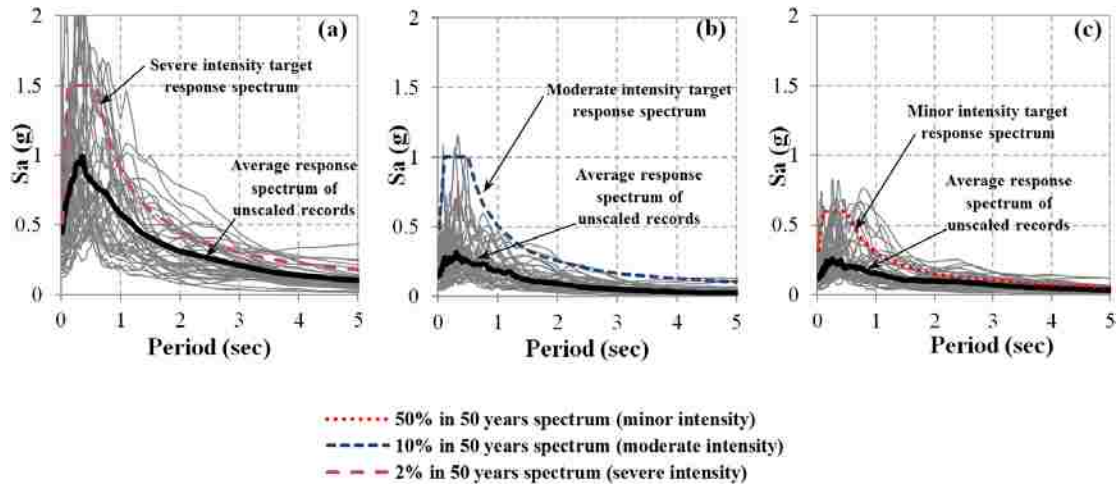 (a)
Severe intensity target
response spectrum
Average response
spectrum of
unscaled records
Sa (g)
2
1.5
1
0.5
0
0 1 2 3 4 5
Period (sec)
(b)
Moderate intensity target
response spectrum
Average response
spectrum of
unscaled records
Sa (g)
2
1.5
1
0.5
0
0 1 2 3 4 5
Period (sec)
(c)
Minor intensity target
response spectrum
Average response
spectrum of
unscaled records
Sa (g)
2
1.5
1
0.5
0
0 1 2 3 4 5
Period (sec)
50% in 50 years spectrum (minor intensity)
10% in 50 years spectrum (moderate intensity)
2% in 50 years spectrum (severe intensity)